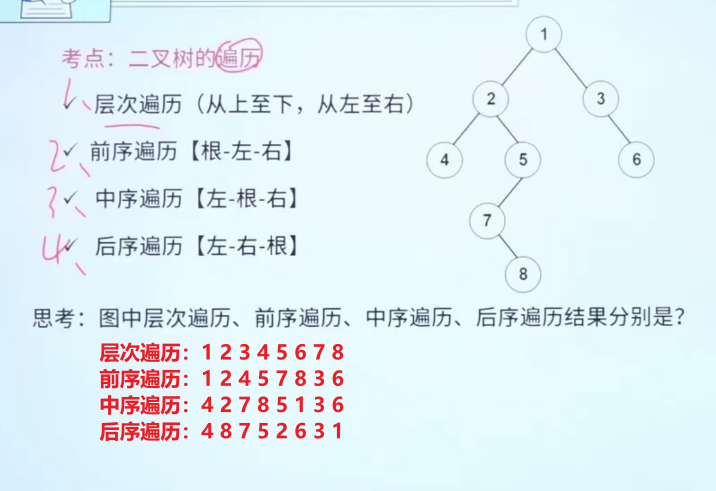 考点：二叉树的遍历
1、✓ 层次遍历（从上至下，从左至右）
2、✓ 前序遍历【根-左-右】
3、✓ 中序遍历【左-根-右】
4、✓ 后序遍历【左-右-根】
1
2
3
4
5
6
7
8
思考：图中层次遍历、前序遍历、中序遍历、后序遍历结果分别是？
层次遍历：1 2 3 4 5 6 7 8
前序遍历：1 2 4 5 7 8 3 6
中序遍历：4 2 7 8 5 1 3 6
后序遍历：4 8 7 5 2 6 3 1